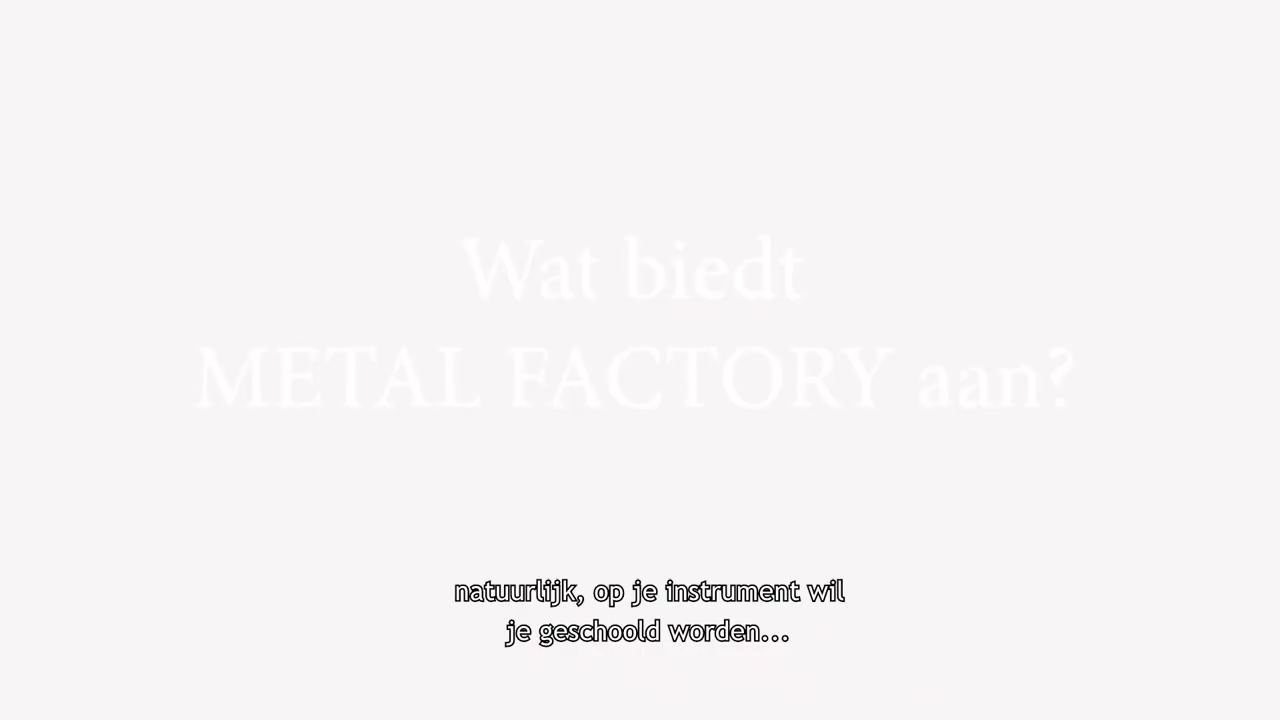 Wat biedt
METAL FACTORY aan?
natuurlijk, op je instrument wil
je geschoold worden...